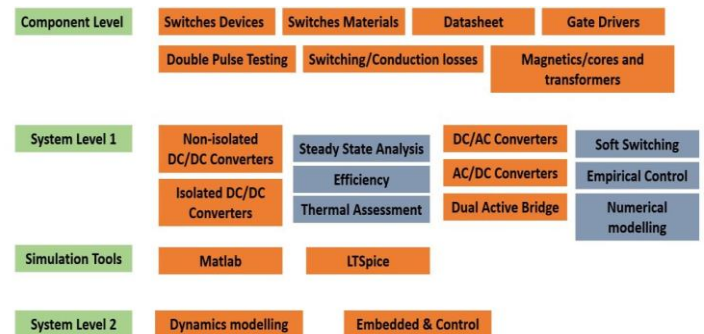 Component Level
Switches Devices
Switches Materials
Datasheet
Gate Drivers
Double Pulse Testing
Switching/Conduction losses
Magnetics/cores and
transformers
System Level 1
Non-isolated
DC/DC Converters
Steady State Analysis
DC/AC Converters
Soft Switching
Efficiency
AC/DC Converters
Empirical Control
Isolated DC/DC
Converters
Thermal Assessment
Dual Active Bridge
Numerical
modelling
Simulation Tools
Matlab
LTSpice
System Level 2
Dynamics modelling
Embedded & Control